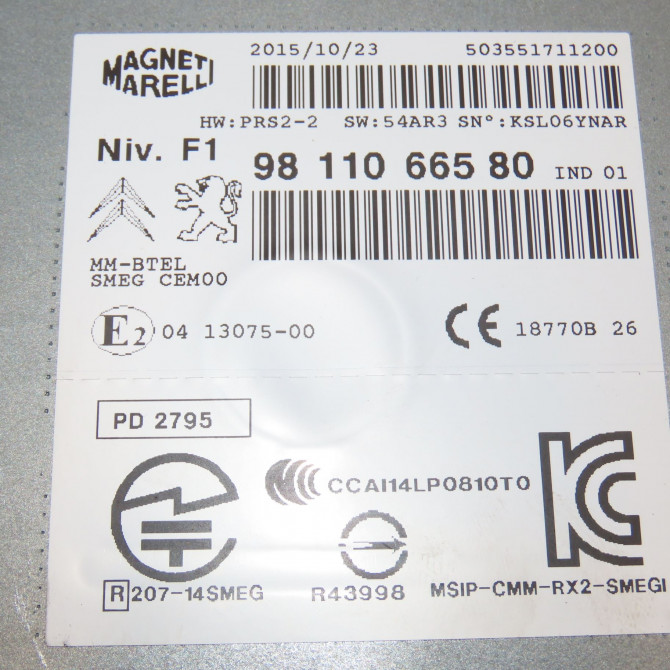 MAGNETI MARELLI
2015/10/23 503551711200
HW:PRS2-2 SW:54AR3 SN°:KSL06YNAR
Niv. F1
98 110 665 80 IND 01
MM-BTEL
SMEG CEM00
E2 04 13075-00 CE 18770B 26
PD 2795
CCAI14LP0810T0
R 207-14SMEG R43998 MSIP-CMM-RX2-SMEGI